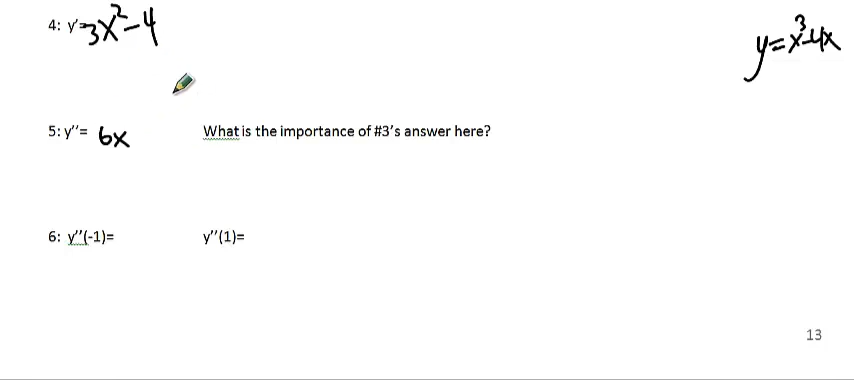 4: y'=3x²-4
y=x³-4x
5: y''= 6x What is the importance of #3's answer here?
6: y''(-1)= y''(1)=
13